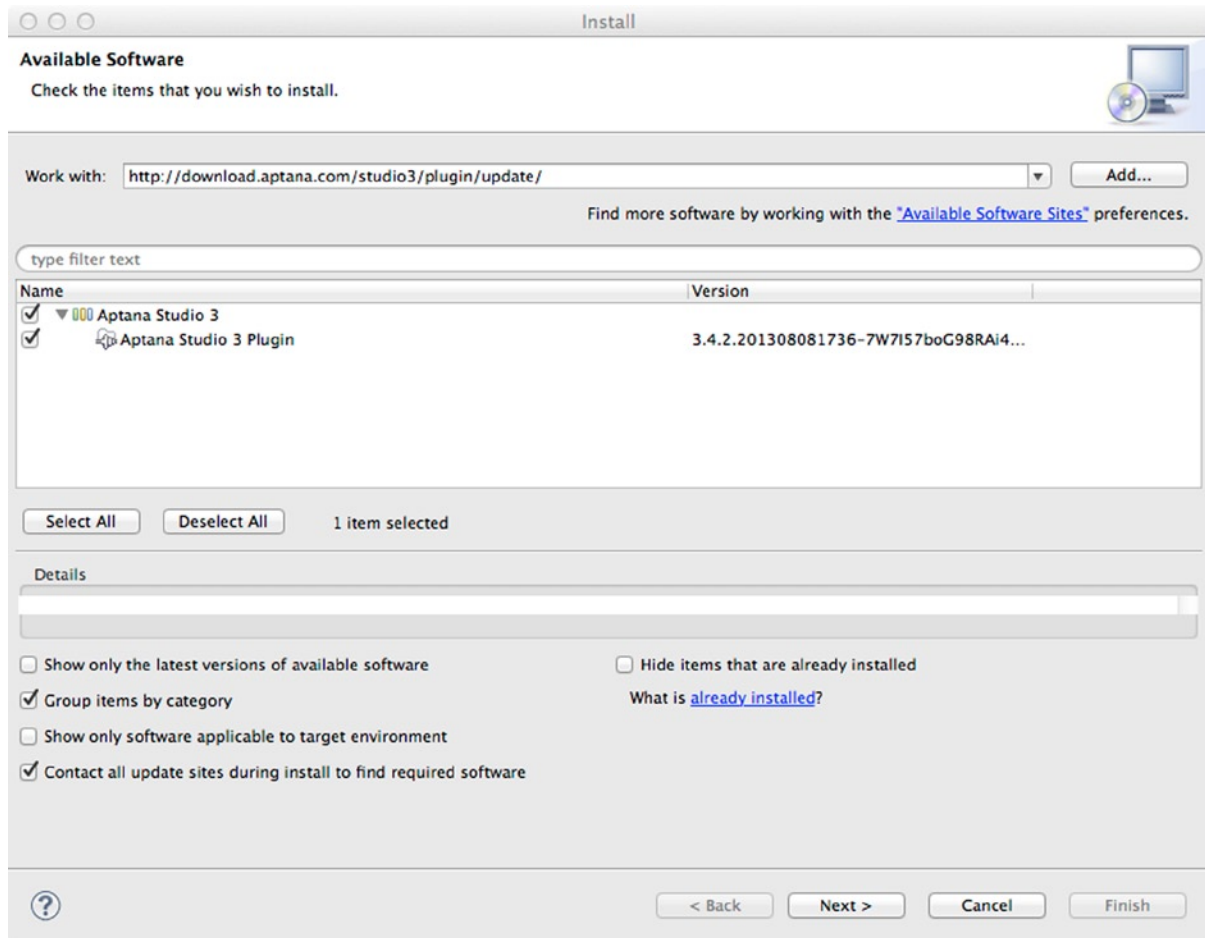 Install
Available Software
Check the items that you wish to install.
Work with: http://download.aptana.com/studio3/plugin/update/ Add...
Find more software by working with the "Available Software Sites" preferences.
type filter text
Name Version
Aptana Studio 3
Aptana Studio 3 Plugin 3.4.2.201308081736-7W7I57boG98RAi4...
Select All Deselect All 1 item selected
Details
Show only the latest versions of available software Hide items that are already installed
Group items by category What is already installed?
Show only software applicable to target environment
Contact all update sites during install to find required software
? < Back Next > Cancel Finish